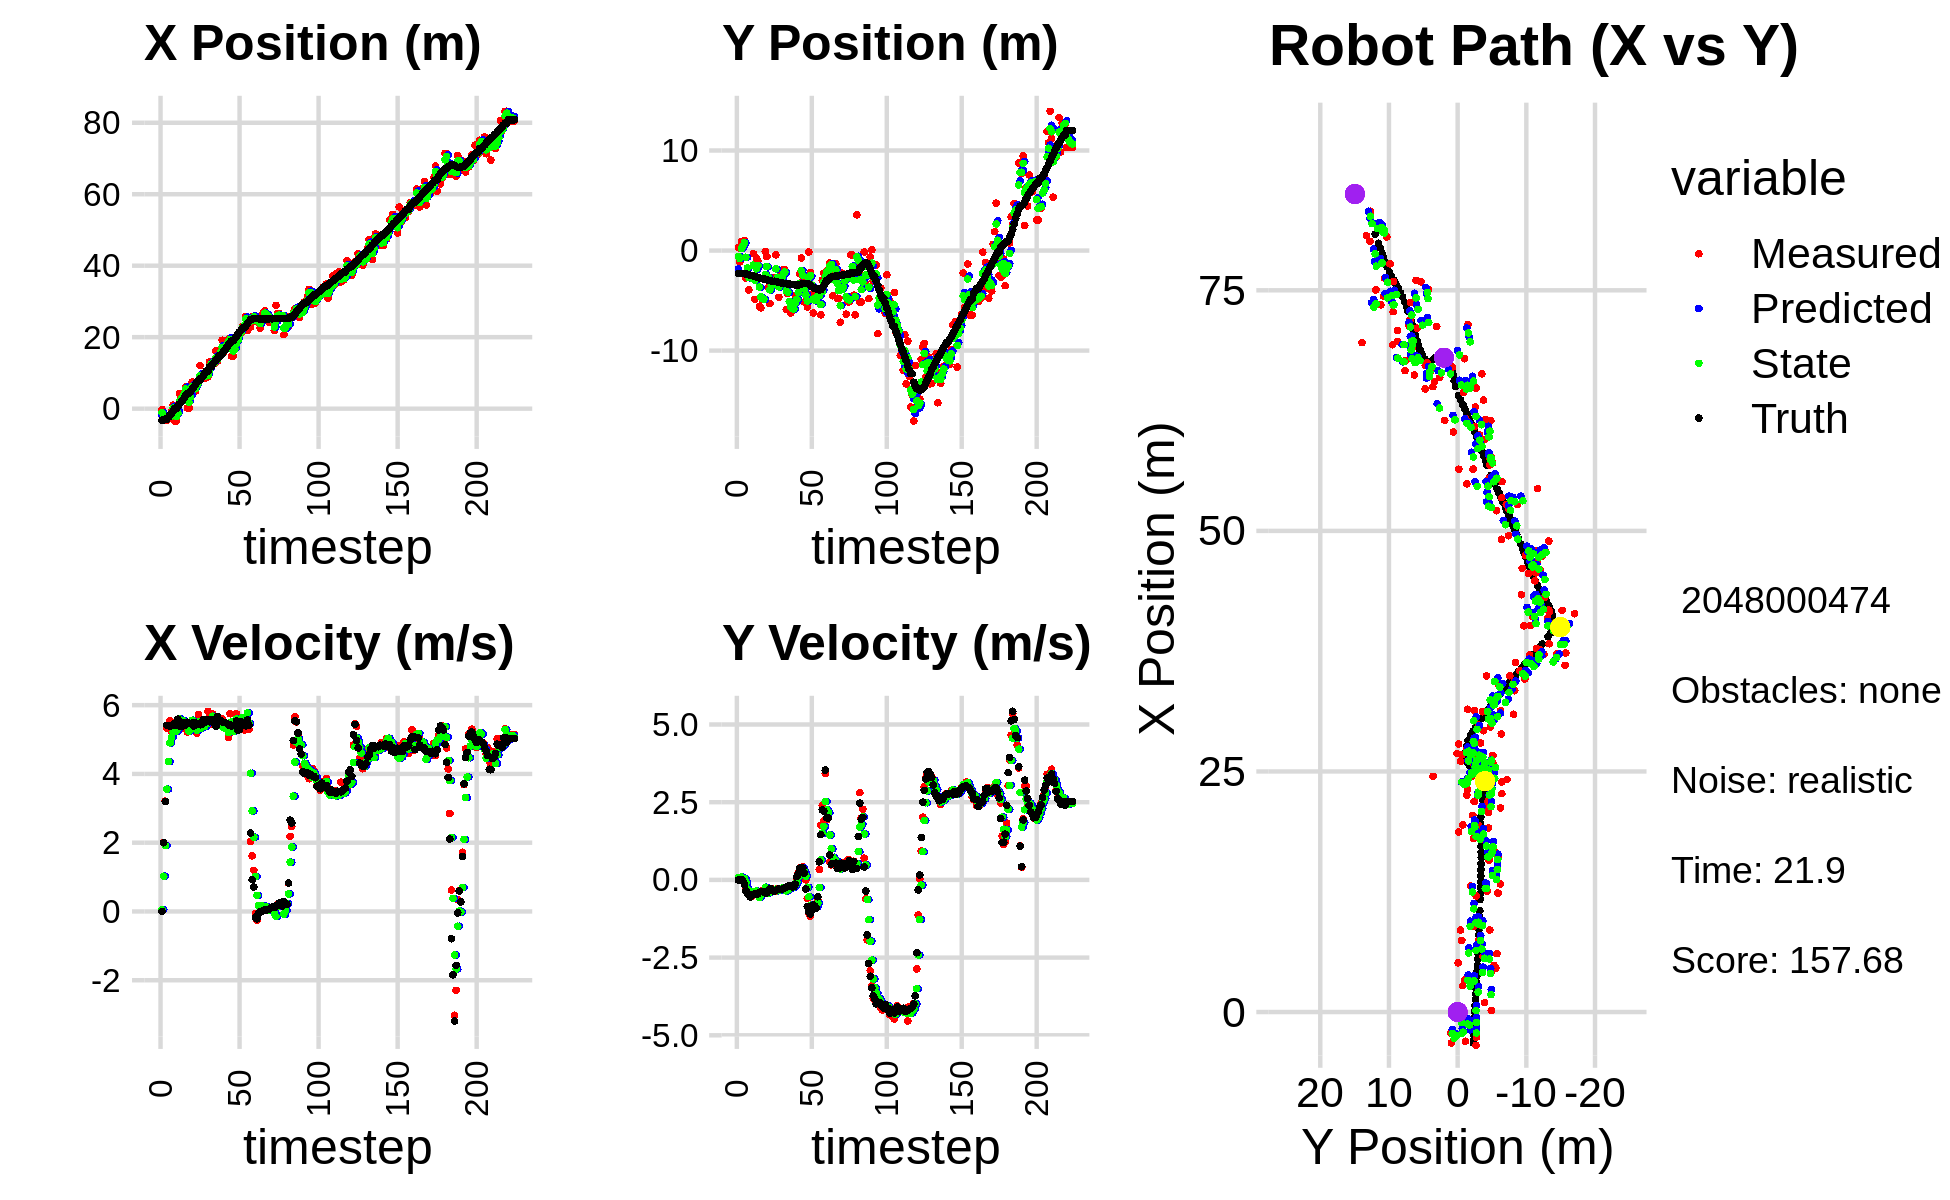 X Position (m)
80
60
40
20
0
0
50
100
150
200
timestep
Y Position (m)
10
0
-10
0
50
100
150
200
timestep
X Velocity (m/s)
6
4
2
0
-2
0
50
100
150
200
timestep
Y Velocity (m/s)
5.0
2.5
0.0
-2.5
-5.0
0
50
100
150
200
timestep
Robot Path (X vs Y)
X Position (m)
75
50
25
0
20 10 0 -10 -20
Y Position (m)
variable
Measured
Predicted
State
Truth
2048000474
Obstacles: none
Noise: realistic
Time: 21.9
Score: 157.68